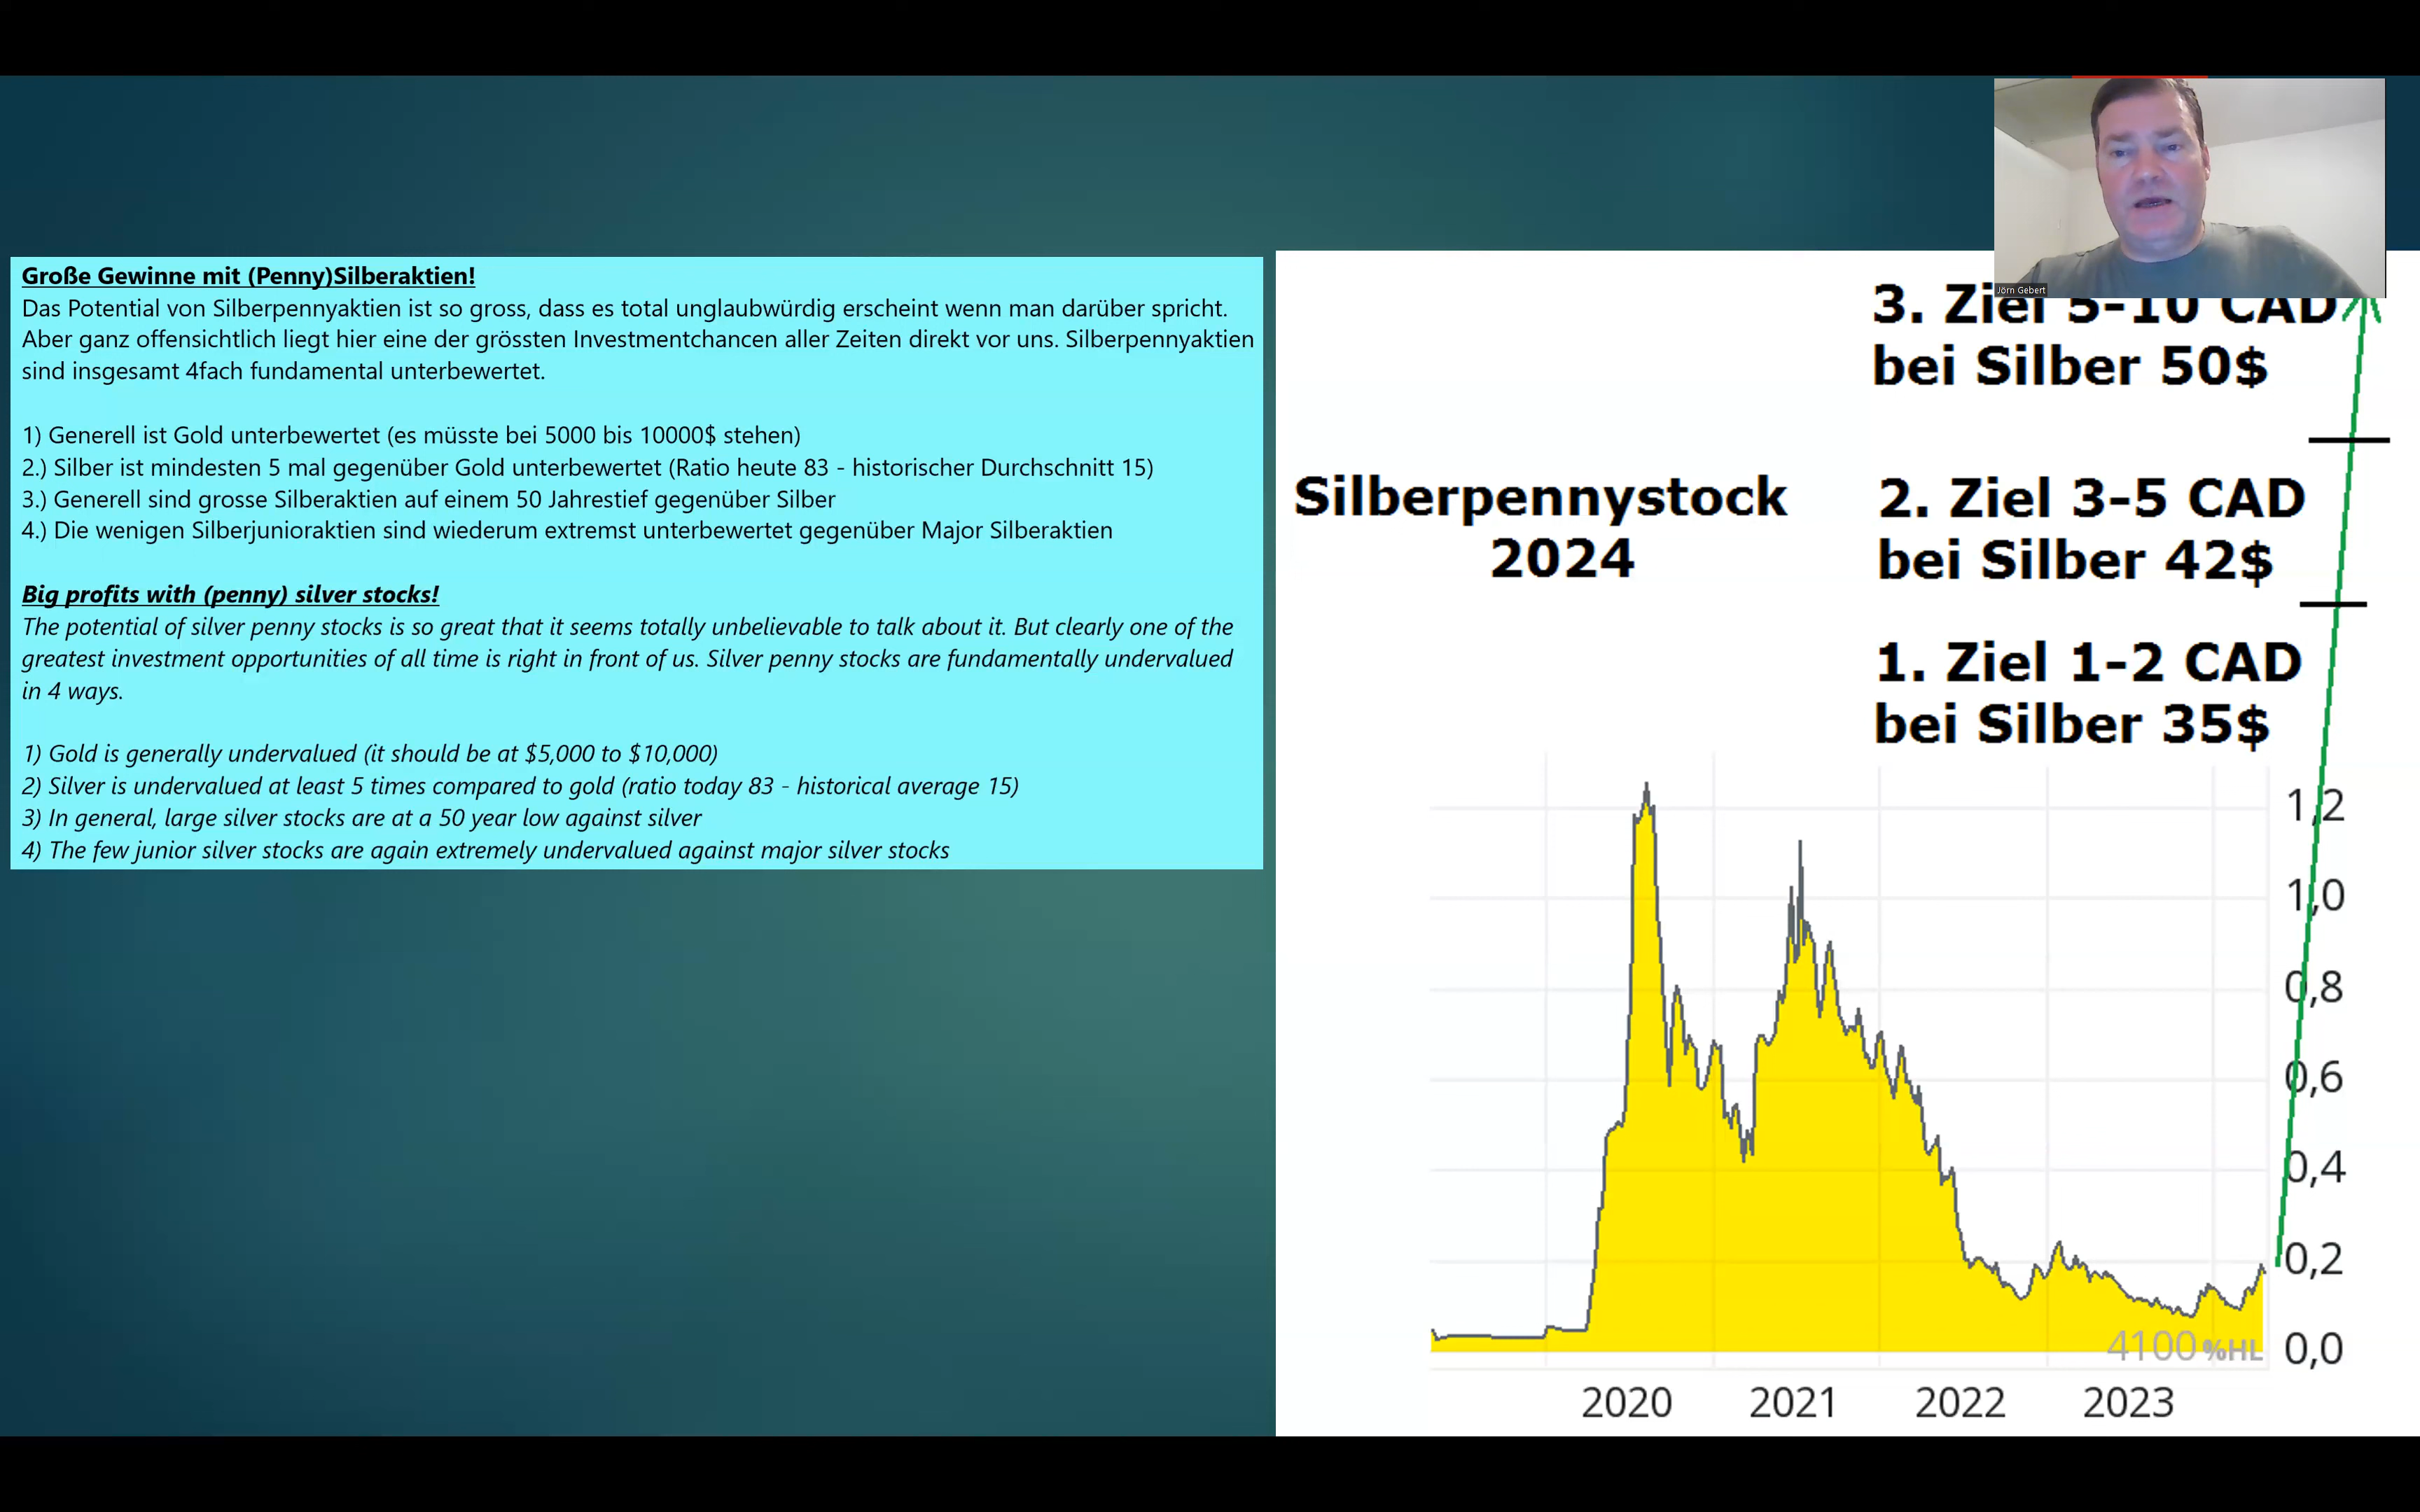 Große Gewinne mit (Penny)Silberaktien!
Das Potential von Silberpennyaktien ist so gross, dass es total unglaubwürdig erscheint wenn man darüber spricht.
Aber ganz offensichtlich liegt hier eine der grössten Investmentchancen aller Zeiten direkt vor uns. Silberpennyaktien
sind insgesamt 4fach fundamental unterbewertet.
1) Generell ist Gold unterbewertet (es müsste bei 5000 bis 10000$ stehen)
2.) Silber ist mindesten 5 mal gegenüber Gold unterbewertet (Ratio heute 83 - historischer Durchschnitt 15)
3.) Generell sind grosse Silberaktien auf einem 50 Jahrestief gegenüber Silber
4.) Die wenigen Silberjunioraktien sind wiederum extremst unterbewertet gegenüber Major Silberaktien
Big profits with (penny) silver stocks!
The potential of silver penny stocks is so great that it seems totally unbelievable to talk about it. But clearly one of the
greatest investment opportunities of all time is right in front of us. Silver penny stocks are fundamentally undervalued
in 4 ways.
1) Gold is generally undervalued (it should be at $5,000 to $10,000)
2) Silver is undervalued at least 5 times compared to gold (ratio today 83 - historical average 15)
3) In general, large silver stocks are at a 50 year low against silver
4) The few junior silver stocks are again extremely undervalued against major silver stocks
Jörn Gebert
3. Ziel 5-10 CAD
bei Silber 50$
Silberpennystock
2024
2. Ziel 3-5 CAD
bei Silber 42$
1. Ziel 1-2 CAD
bei Silber 35$
1,2
1,0
0,8
0,6
0,4
0,2
0,0
4100 %HL
2020 2021 2022 2023